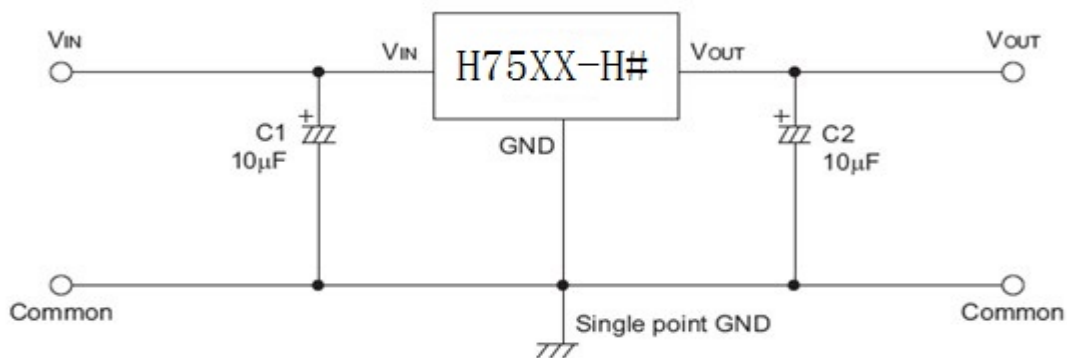 VIN
VIN
H75XX-H#
VOUT
VOUT
+
C1
10μF
GND
+
C2
10μF
Common
Single point GND
Common